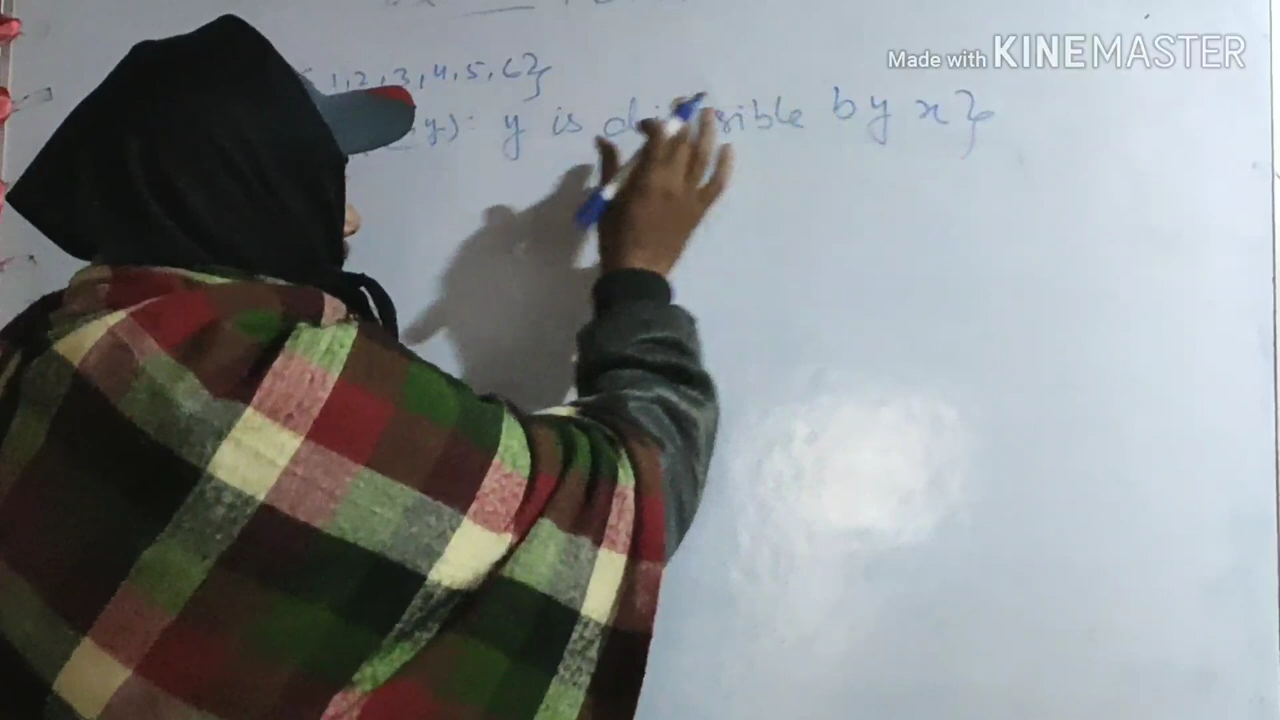 Made with KINEMASTER
1, 2, 3, 4, 5, 6}
y): y is divisible by x}